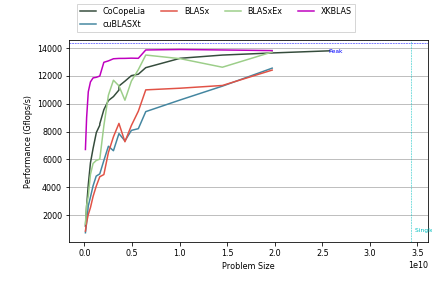 CoCopeLia BLASx BLASxEx XKBLAS
cuBLASXt
14000
12000
10000
8000
6000
4000
2000
Performance (Gflops/s)
Peak
Single
0.0 0.5 1.0 1.5 2.0 2.5 3.0 3.5
1e10
Problem Size